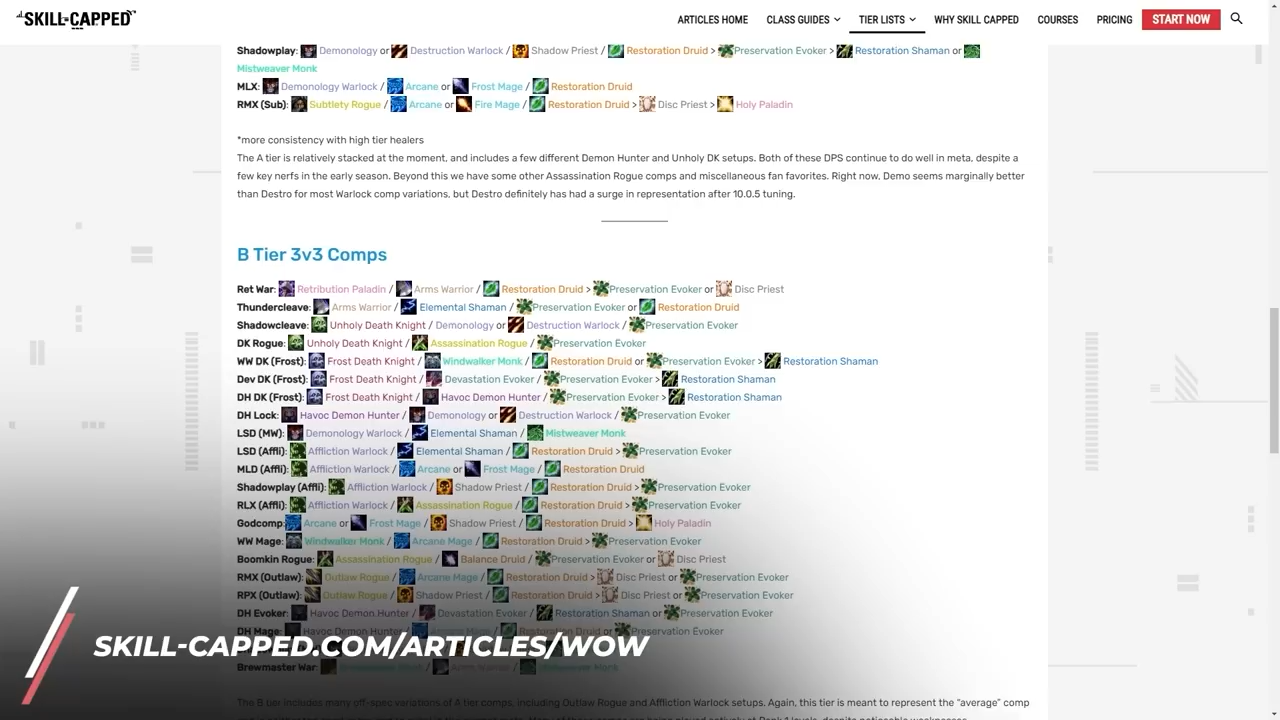 SKILL-CAPPED
ARTICLES HOME CLASS GUIDES TIER LISTS WHY SKILL CAPPED COURSES PRICING START NOW
Shadowplay: Demonology or Destruction Warlock / Shadow Priest / Restoration Druid > Preservation Evoker > Restoration Shaman or
Mistweaver Monk
MLX: Demonology Warlock / Arcane or Frost Mage / Restoration Druid
RMX (Sub): Subtlety Rogue / Arcane or Fire Mage / Restoration Druid > Disc Priest > Holy Paladin
*more consistency with high tier healers
The A tier is relatively stacked at the moment, and includes a few different Demon Hunter and Unholy DK setups. Both of these DPS continue to do well in meta, despite a
few key nerfs in the early season. Beyond this we have some other Assassination Rogue comps and miscellaneous fan favorites. Right now, Demo seems marginally better
than Destro for most Warlock comp variations, but Destro definitely has had a surge in representation after 10.0.5 tuning.
B Tier 3v3 Comps
Ret War: Retribution Paladin / Arms Warrior / Restoration Druid > Preservation Evoker or Disc Priest
Thundercleave: Arms Warrior / Elemental Shaman / Preservation Evoker or Restoration Druid
Shadowcleave: Unholy Death Knight / Demonology or Destruction Warlock / Preservation Evoker
DK Rogue: Unholy Death Knight / Assassination Rogue / Preservation Evoker
WW DK (Frost): Frost Death Knight / Windwalker Monk / Restoration Druid or Preservation Evoker > Restoration Shaman
Dev DK (Frost): Frost Death Knight / Devastation Evoker / Preservation Evoker > Restoration Shaman
DH DK (Frost): Frost Death Knight / Havoc Demon Hunter / Preservation Evoker > Restoration Shaman
DH Lock: Havoc Demon Hunter / Demonology or Destruction Warlock / Preservation Evoker
LSD (MW): Demonology Warlock / Elemental Shaman / Mistweaver Monk
LSD (Affli): Affliction Warlock / Elemental Shaman / Restoration Druid > Preservation Evoker
MLD (Affli): Affliction Warlock / Arcane or Frost Mage / Restoration Druid
Shadowplay (Affli): Affliction Warlock / Shadow Priest / Restoration Druid > Preservation Evoker
RLX (Affli): Affliction Warlock / Assassination Rogue / Restoration Druid > Preservation Evoker
Godcomp: Arcane or Frost Mage / Shadow Priest / Restoration Druid > Holy Paladin
WW Mage: Windwalker Monk / Arcane Mage / Restoration Druid > Preservation Evoker
Boomkin Rogue: Assassination Rogue / Balance Druid / Preservation Evoker or Disc Priest
RMX (Outlaw): Outlaw Rogue / Arcane Mage / Restoration Druid > Disc Priest or Preservation Evoker
RPX (Outlaw): Outlaw Rogue / Shadow Priest / Restoration Druid > Disc Priest or Preservation Evoker
DH Evoker: Havoc Demon Hunter / Devastation Evoker / Restoration Shaman or Preservation Evoker
DH Mage: Havoc Demon Hunter / Restoration Druid or Preservation Evoker
SKILL-CAPPED.COM/ARTICLES/WOW
Brewmaster War: Arms Warrior
The B tier includes many off-spec variations of A tier comps, including Outlaw Rogue and Affliction Warlock setups. Again, this tier is meant to represent the “average” comp